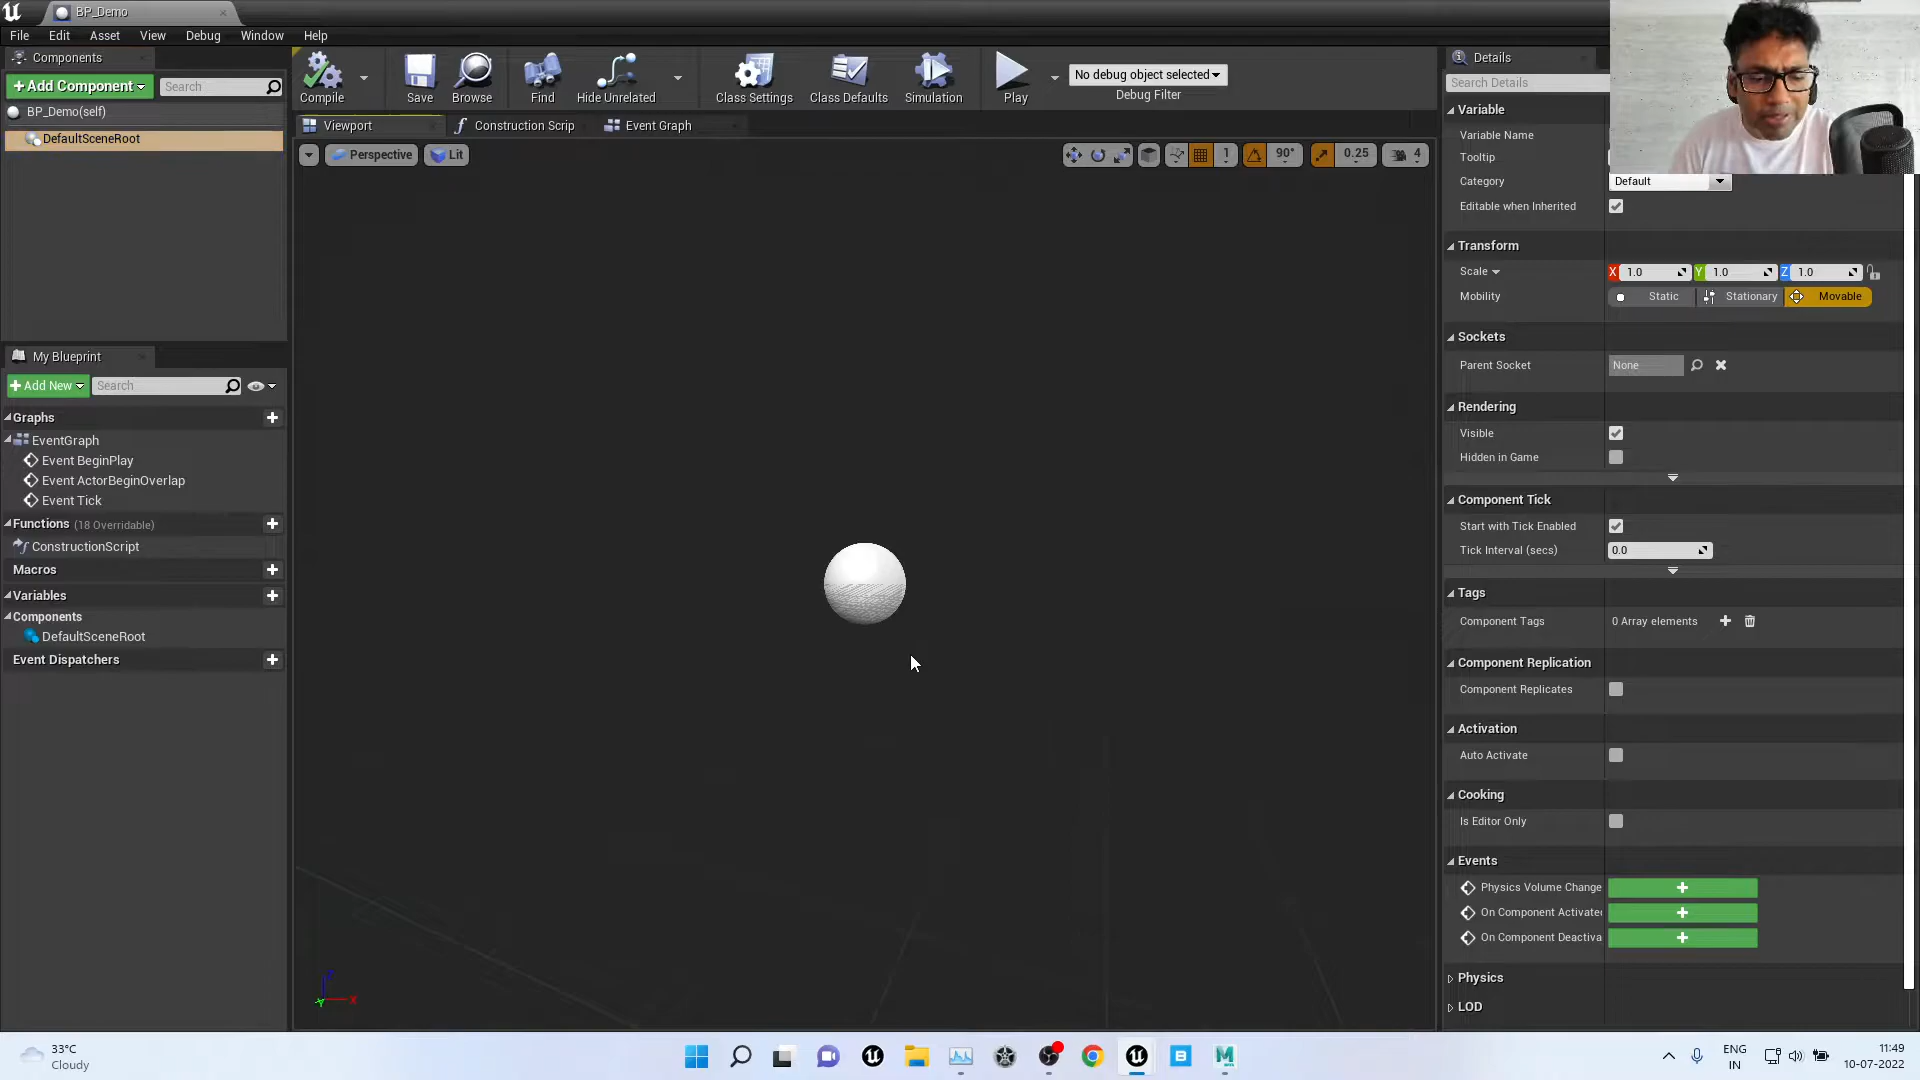 BP_Demo
File Edit Asset View Debug Window Help
Components
+Add Component Search
BP_Demo(self)
DefaultSceneRoot
My Blueprint
+Add New Search
Graphs
EventGraph
Event BeginPlay
Event ActorBeginOverlap
Event Tick
Functions (18 Overridable)
ConstructionScript
Macros
Variables
Components
DefaultSceneRoot
Event Dispatchers
Compile Save Browse Find Hide Unrelated Class Settings Class Defaults Simulation Play
No debug object selected
Debug Filter
Viewport Construction Scrip Event Graph
Perspective Lit 1 90° 0.25 4
X Z
Details
Search Details
Variable
Variable Name
Tooltip
Category Default
Editable when Inherited
Transform
Scale X 1.0 Y 1.0 Z 1.0
Mobility Static Stationary Movable
Sockets
Parent Socket None
Rendering
Visible
Hidden in Game
Component Tick
Start with Tick Enabled
Tick Interval (secs) 0.0
Tags
Component Tags 0 Array elements
Component Replication
Component Replicates
Activation
Auto Activate
Cooking
Is Editor Only
Events
Physics Volume Change
On Component Activate
On Component Deactiva
Physics
LOD
33°C
Cloudy
ENG
IN
11:49
10-07-2022